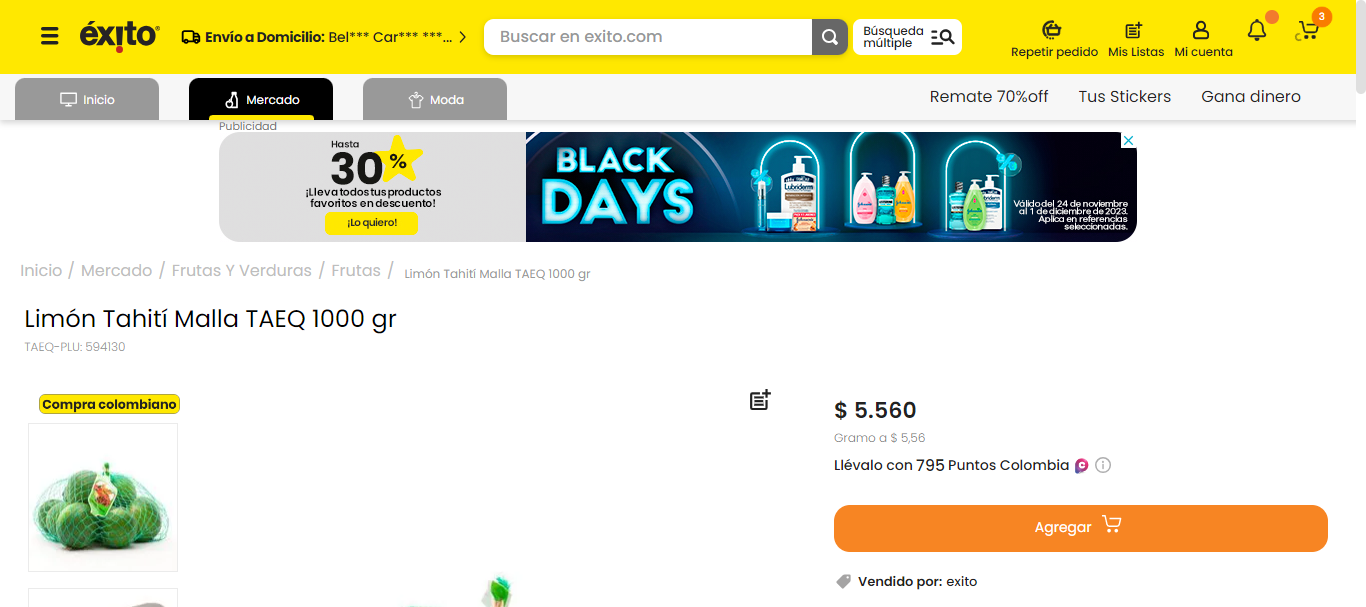 éxito
Envío a Domicilio: Bel*** Car*** ***...
Buscar en exito.com
Búsqueda
múltiple
Repetir pedido
Mis Listas
Mi cuenta
3
C
Inicio
Mercado
Moda
Remate 70%off
Tus Stickers
Gana dinero
Publicidad
Hasta
30%
¡Lleva todos tus productos
favoritos en descuento!
¡Lo quiero!
BLACK
DAYS
Lubriderm
Válido del 24 de noviembre
al 1 de diciembre de 2023.
Aplica en referencias
seleccionadas.
Inicio / Mercado / Frutas Y Verduras / Frutas / Limón Tahití Malla TAEQ 1000 gr
Limón Tahití Malla TAEQ 1000 gr
TAEQ-PLU: 594130
Compra colombiano
$ 5.560
Gramo a $ 5,56
Llévalo con 795 Puntos Colombia
Agregar
Vendido por: exito